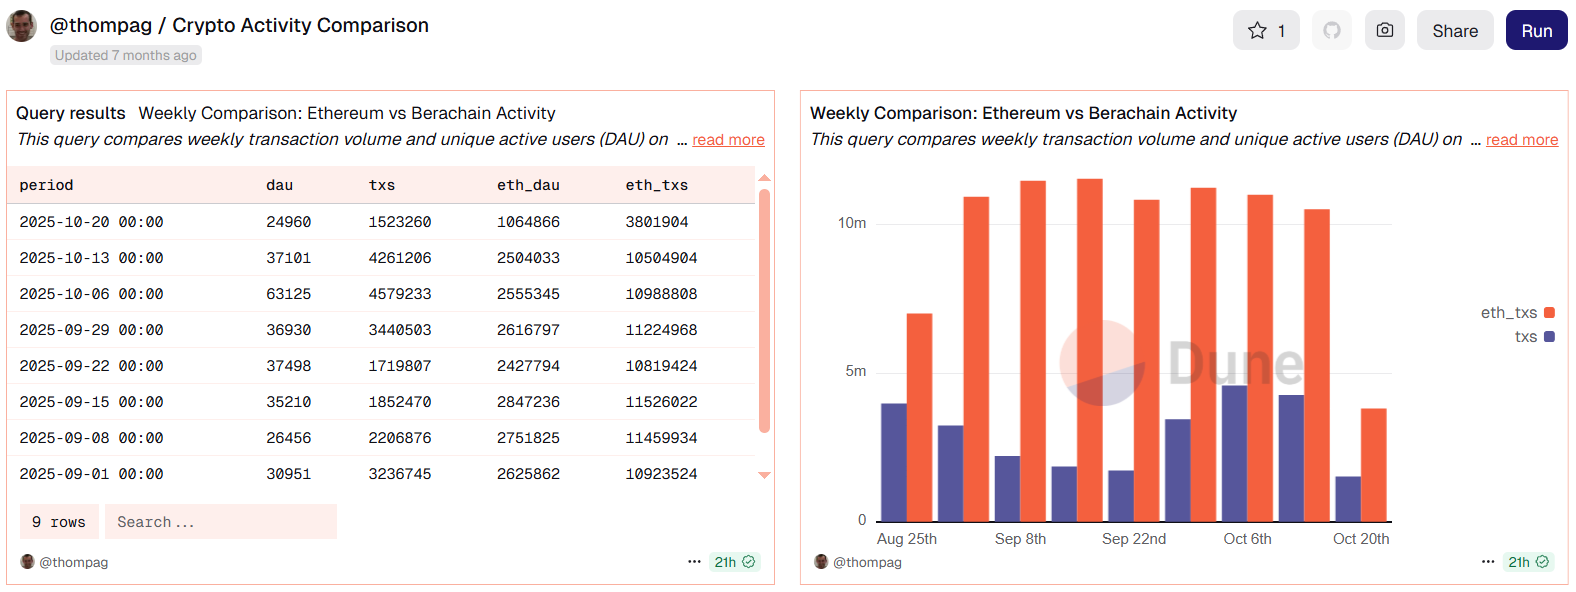 @thompag / Crypto Activity Comparison
Updated 7 months ago
1
Share
Run
Query results Weekly Comparison: Ethereum vs Berachain Activity
This query compares weekly transaction volume and unique active users (DAU) on ... read more
period dau txs eth_dau eth_txs
2025-10-20 00:00 24960 1523260 1064866 3801904
2025-10-13 00:00 37101 4261206 2504033 10504904
2025-10-06 00:00 63125 4579233 2555345 10988808
2025-09-29 00:00 36930 3440503 2616797 11224968
2025-09-22 00:00 37498 1719807 2427794 10819424
2025-09-15 00:00 35210 1852470 2847236 11526022
2025-09-08 00:00 26456 2206876 2751825 11459934
2025-09-01 00:00 30951 3236745 2625862 10923524
9 rows Search...
@thompag
21h
Weekly Comparison: Ethereum vs Berachain Activity
This query compares weekly transaction volume and unique active users (DAU) on ... read more
10m
5m
0
Dune
eth_txs
txs
Aug 25th Sep 8th Sep 22nd Oct 6th Oct 20th
@thompag
21h